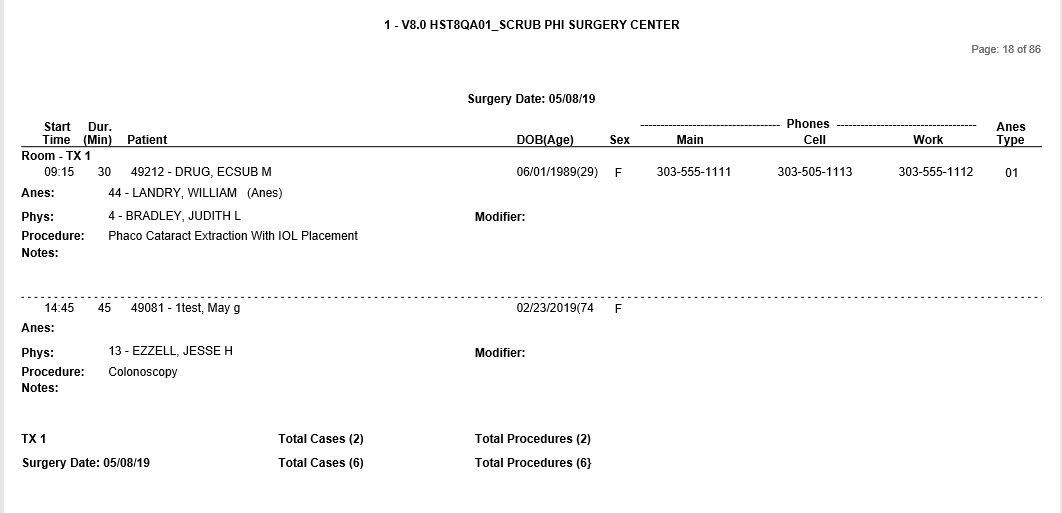 1 - V8.0 HST8QA01_SCRUB PHI SURGERY CENTER
Page: 18 of 86
Surgery Date: 05/08/19
Start Dur. ----------------------------------- Phones ----------------------------------- Anes
Time (Min) Patient DOB(Age) Sex Main Cell Work Type
Room - TX 1
09:15 30 49212 - DRUG, ECSUB M 06/01/1989(29) F 303-555-1111 303-505-1113 303-555-1112 01
Anes: 44 - LANDRY, WILLIAM (Anes)
Phys: 4 - BRADLEY, JUDITH L Modifier:
Procedure: Phaco Cataract Extraction With IOL Placement
Notes:
14:45 45 49081 - 1test, May g 02/23/2019(74 F
Anes:
Phys: 13 - EZZELL, JESSE H Modifier:
Procedure: Colonoscopy
Notes:
TX 1 Total Cases (2) Total Procedures (2)
Surgery Date: 05/08/19 Total Cases (6) Total Procedures (6}